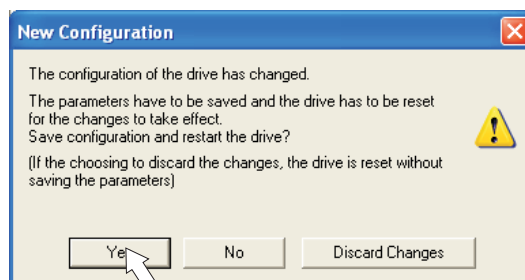 New Configuration
The configuration of the drive has changed.
The parameters have to be saved and the drive has to be reset
for the changes to take effect.
Save configuration and restart the drive?
(If the choosing to discard the changes, the drive is reset without
saving the parameters)
Yes No Discard Changes